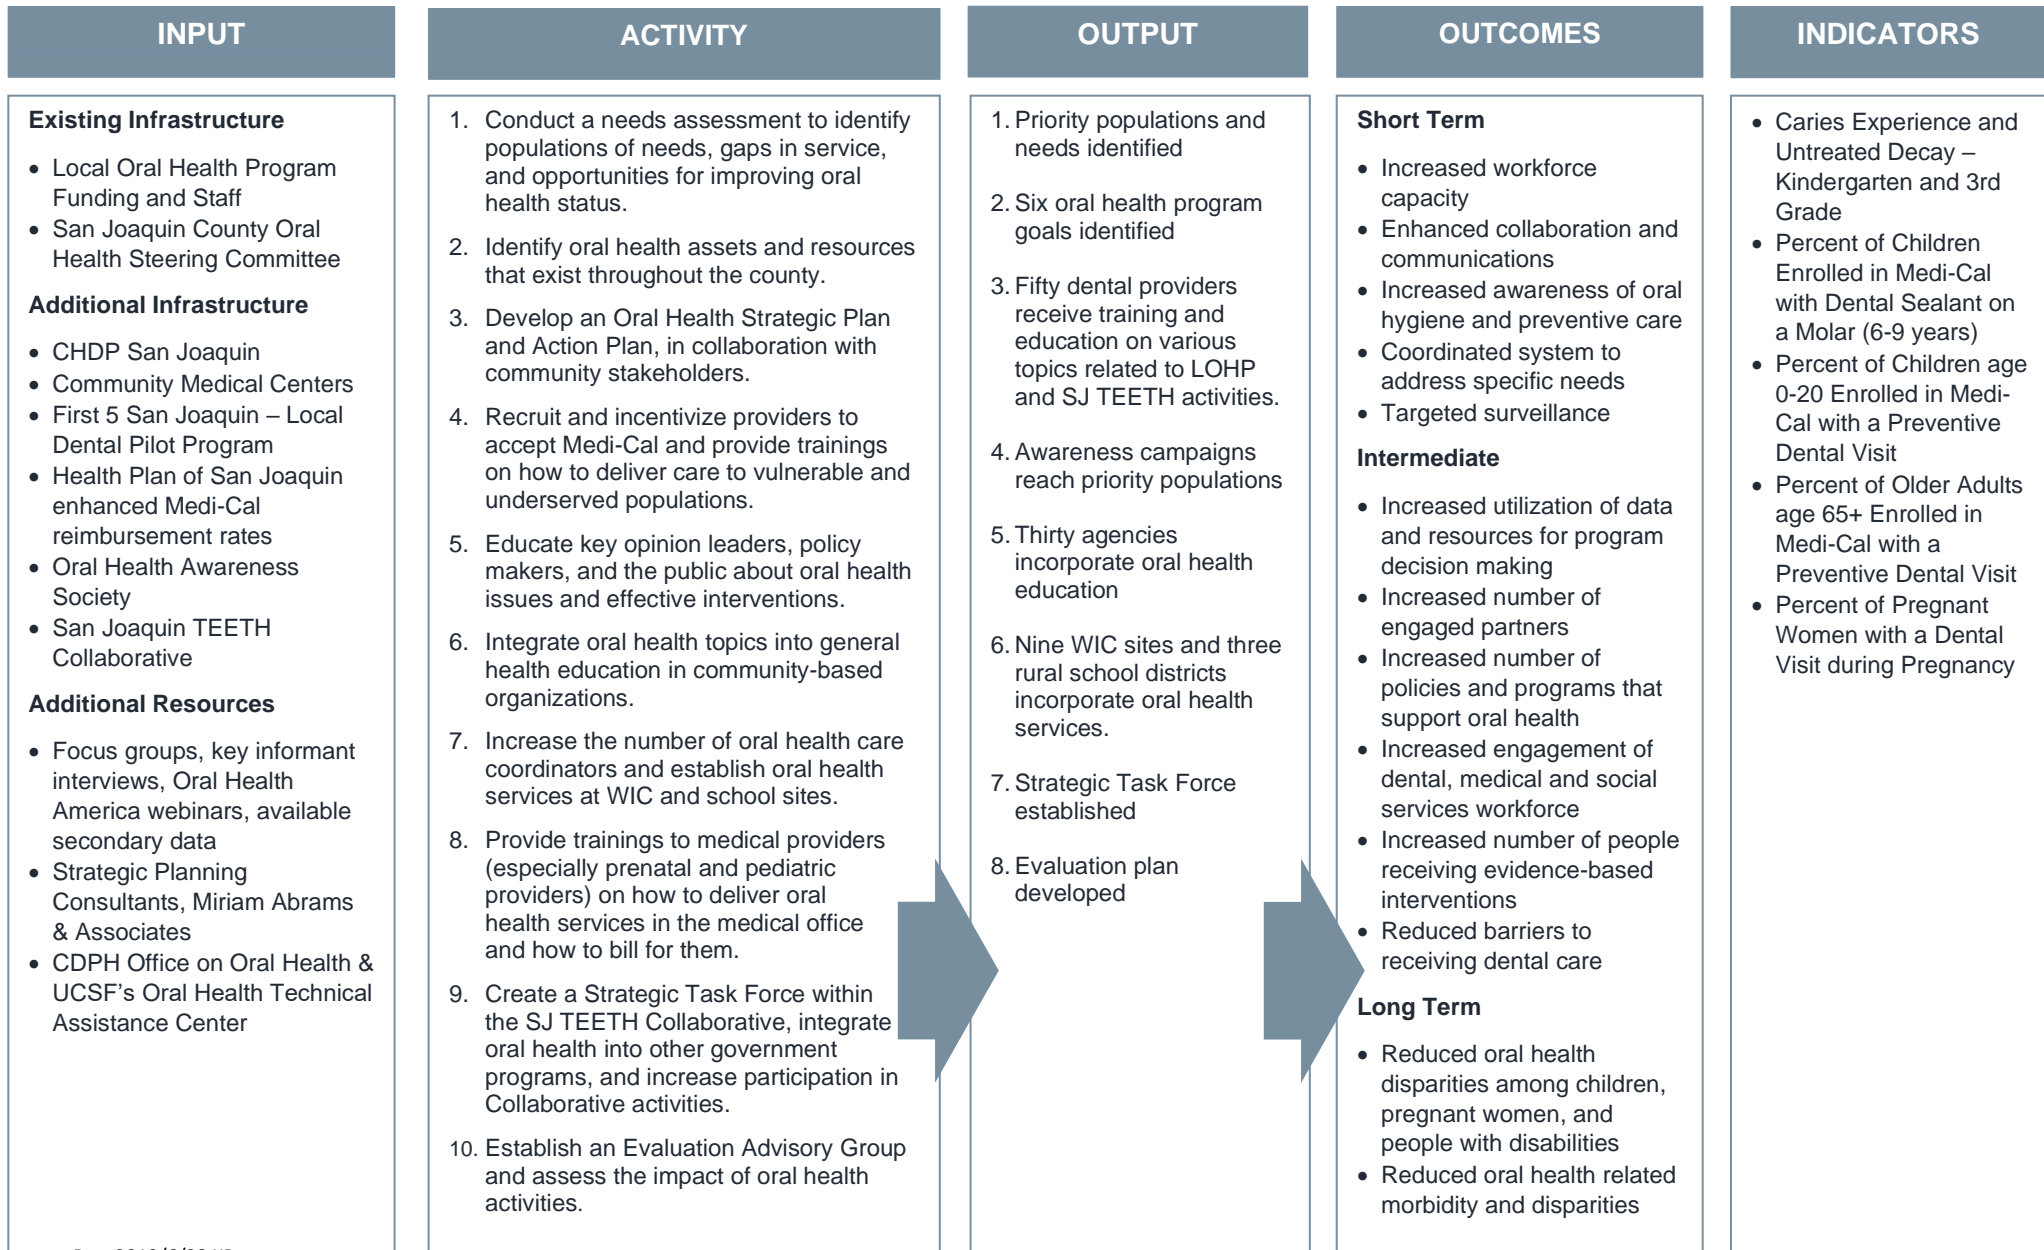 INPUT
Existing Infrastructure
• Local Oral Health Program
Funding and Staff
• San Joaquin County Oral
Health Steering Committee
Additional Infrastructure
• CHDP San Joaquin
• Community Medical Centers
• First 5 San Joaquin – Local
Dental Pilot Program
• Health Plan of San Joaquin
enhanced Medi-Cal
reimbursement rates
• Oral Health Awareness
Society
• San Joaquin TEETH
Collaborative
Additional Resources
• Focus groups, key informant
interviews, Oral Health
America webinars, available
secondary data
• Strategic Planning
Consultants, Miriam Abrams
& Associates
• CDPH Office on Oral Health &
UCSF's Oral Health Technical
Assistance Center
ACTIVITY
1. Conduct a needs assessment to identify
populations of needs, gaps in service,
and opportunities for improving oral
health status.
2. Identify oral health assets and resources
that exist throughout the county.
3. Develop an Oral Health Strategic Plan
and Action Plan, in collaboration with
community stakeholders.
4. Recruit and incentivize providers to
accept Medi-Cal and provide trainings
on how to deliver care to vulnerable and
underserved populations.
5. Educate key opinion leaders, policy
makers, and the public about oral health
issues and effective interventions.
6. Integrate oral health topics into general
health education in community-based
organizations.
7. Increase the number of oral health care
coordinators and establish oral health
services at WIC and school sites.
8. Provide trainings to medical providers
(especially prenatal and pediatric
providers) on how to deliver oral
health services in the medical office
and how to bill for them.
9. Create a Strategic Task Force within
the SJ TEETH Collaborative, integrate
oral health into other government
programs, and increase participation in
Collaborative activities.
10. Establish an Evaluation Advisory Group
and assess the impact of oral health
activities.
OUTPUT
1. Priority populations and
needs identified
2. Six oral health program
goals identified
3. Fifty dental providers
receive training and
education on various
topics related to LOHP
and SJ TEETH activities.
4. Awareness campaigns
reach priority populations
5. Thirty agencies
incorporate oral health
education
6. Nine WIC sites and three
rural school districts
incorporate oral health
services.
7. Strategic Task Force
established
8. Evaluation plan
developed
OUTCOMES
Short Term
• Increased workforce
capacity
• Enhanced collaboration and
communications
• Increased awareness of oral
hygiene and preventive care
• Coordinated system to
address specific needs
• Targeted surveillance
Intermediate
• Increased utilization of data
and resources for program
decision making
• Increased number of
engaged partners
• Increased number of
policies and programs that
support oral health
• Increased engagement of
dental, medical and social
services workforce
• Increased number of people
receiving evidence-based
interventions
• Reduced barriers to
receiving dental care
Long Term
• Reduced oral health
disparities among children,
pregnant women, and
people with disabilities
• Reduced oral health related
morbidity and disparities
INDICATORS
• Caries Experience and
Untreated Decay –
Kindergarten and 3rd
Grade
• Percent of Children
Enrolled in Medi-Cal
with Dental Sealant on
a Molar (6-9 years)
• Percent of Children age
0-20 Enrolled in Medi-
Cal with a Preventive
Dental Visit
• Percent of Older Adults
age 65+ Enrolled in
Medi-Cal with a
Preventive Dental Visit
• Percent of Pregnant
Women with a Dental
Visit during Pregnancy